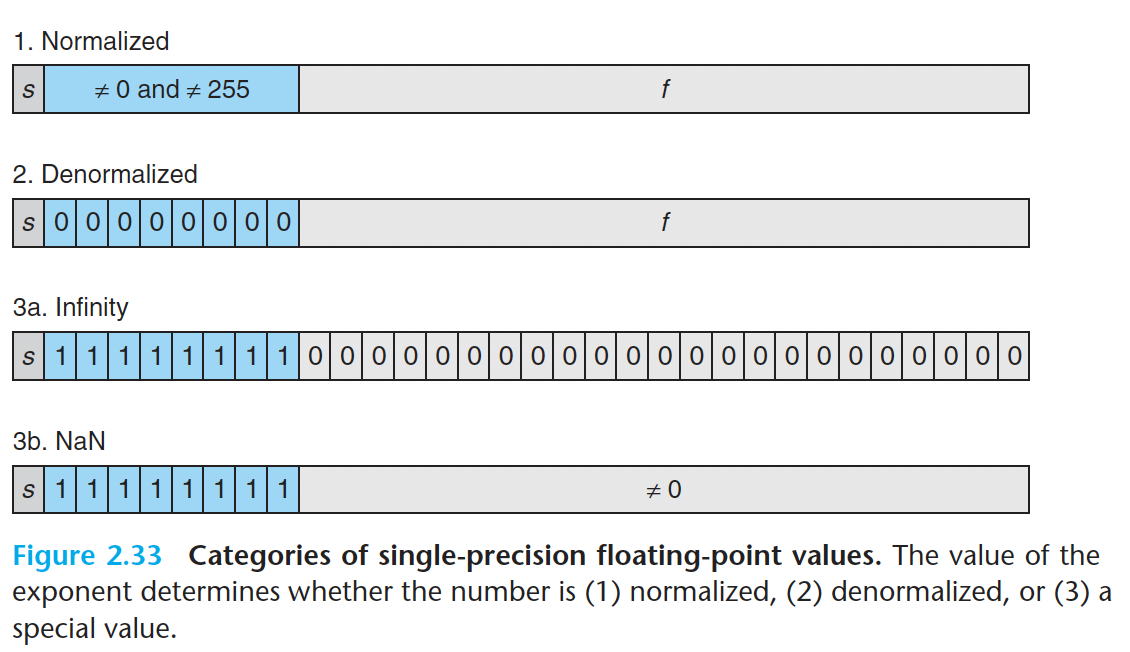 1. Normalized
s ≠ 0 and ≠ 255 f
2. Denormalized
s 0 0 0 0 0 0 0 0 f
3a. Infinity
s 1 1 1 1 1 1 1 1 0 0 0 0 0 0 0 0 0 0 0 0 0 0 0 0 0 0 0 0 0 0 0
3b. NaN
s 1 1 1 1 1 1 1 1 ≠ 0
Figure 2.33 Categories of single-precision floating-point values. The value of the
exponent determines whether the number is (1) normalized, (2) denormalized, or (3) a
special value.